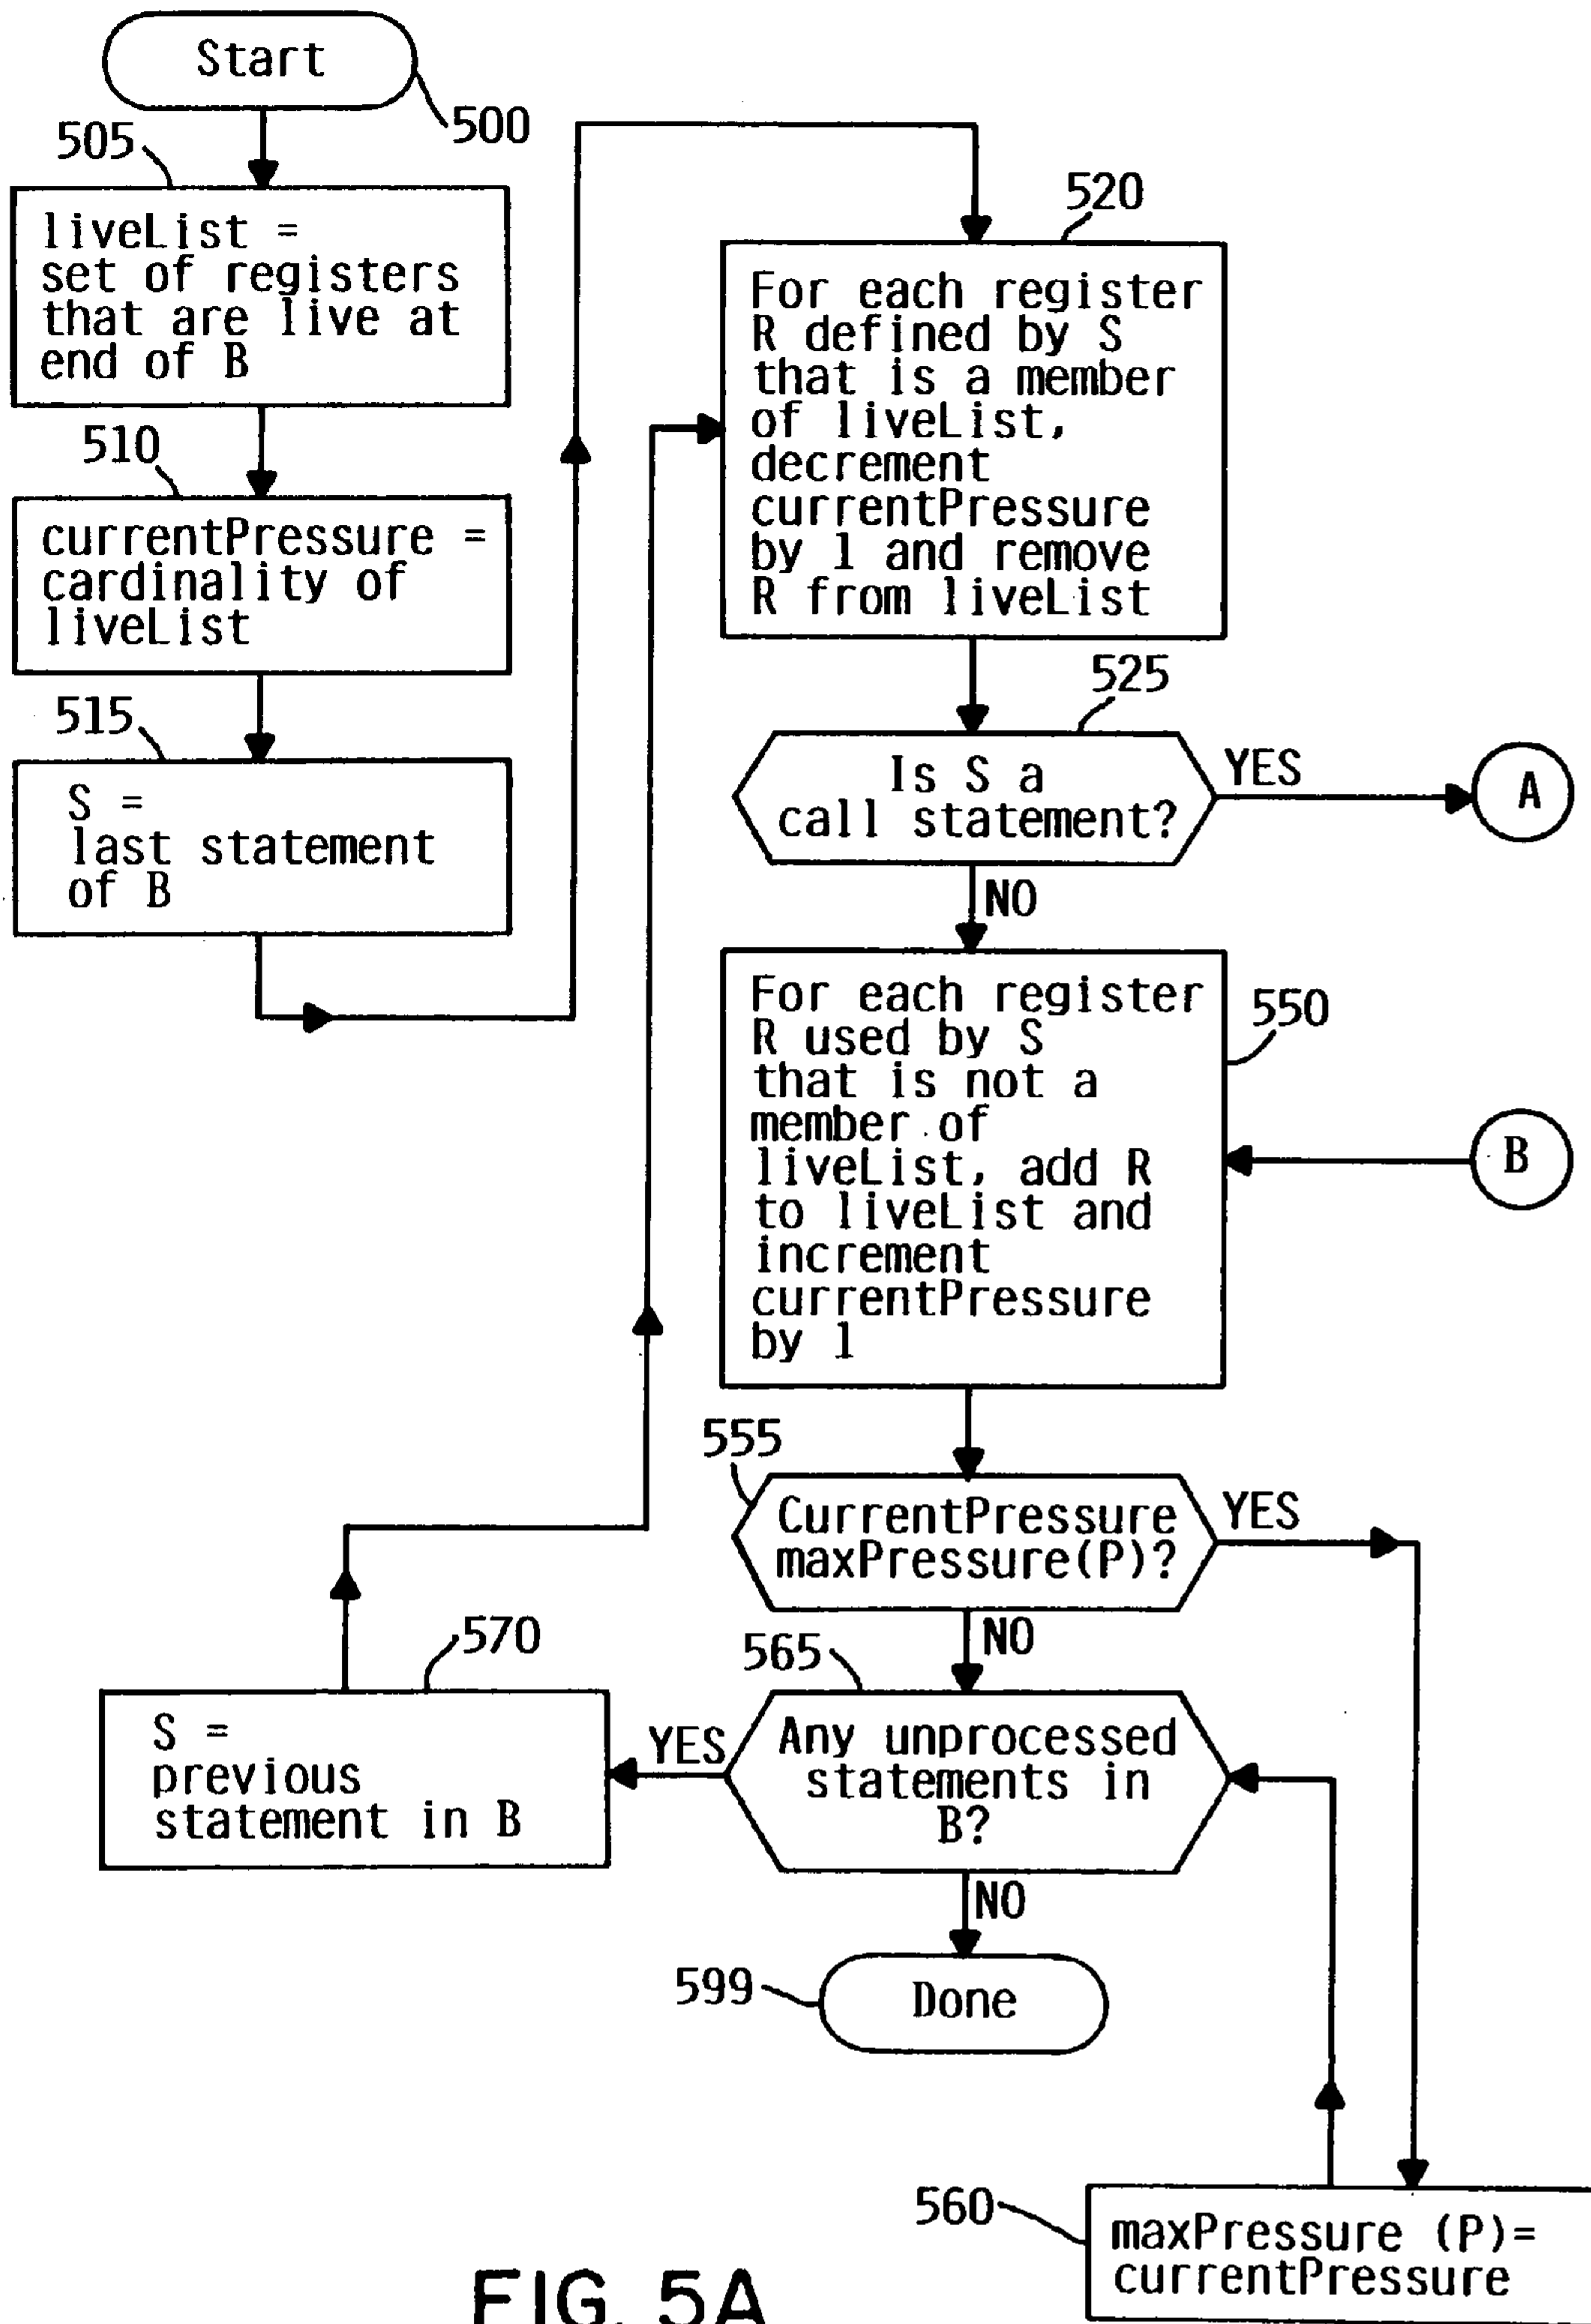 Start
500
505
liveList =
set of registers
that are live at
end of B
510
currentPressure =
cardinality of
liveList
515
S =
last statement
of B
520
For each register
R defined by S
that is a member
of liveList,
decrement
currentPressure
by 1 and remove
R from liveList
525
Is S a
call statement?
YES
A
NO
550
For each register
R used by S
that is not a
member of
liveList, add R
to liveList and
increment
currentPressure
by 1
B
555
CurrentPressure
maxPressure(P)?
YES
NO
565
Any unprocessed
statements in
B?
YES
570
S =
previous
statement in B
NO
599
Done
560
maxPressure (P)=
currentPressure
FIG. 5A